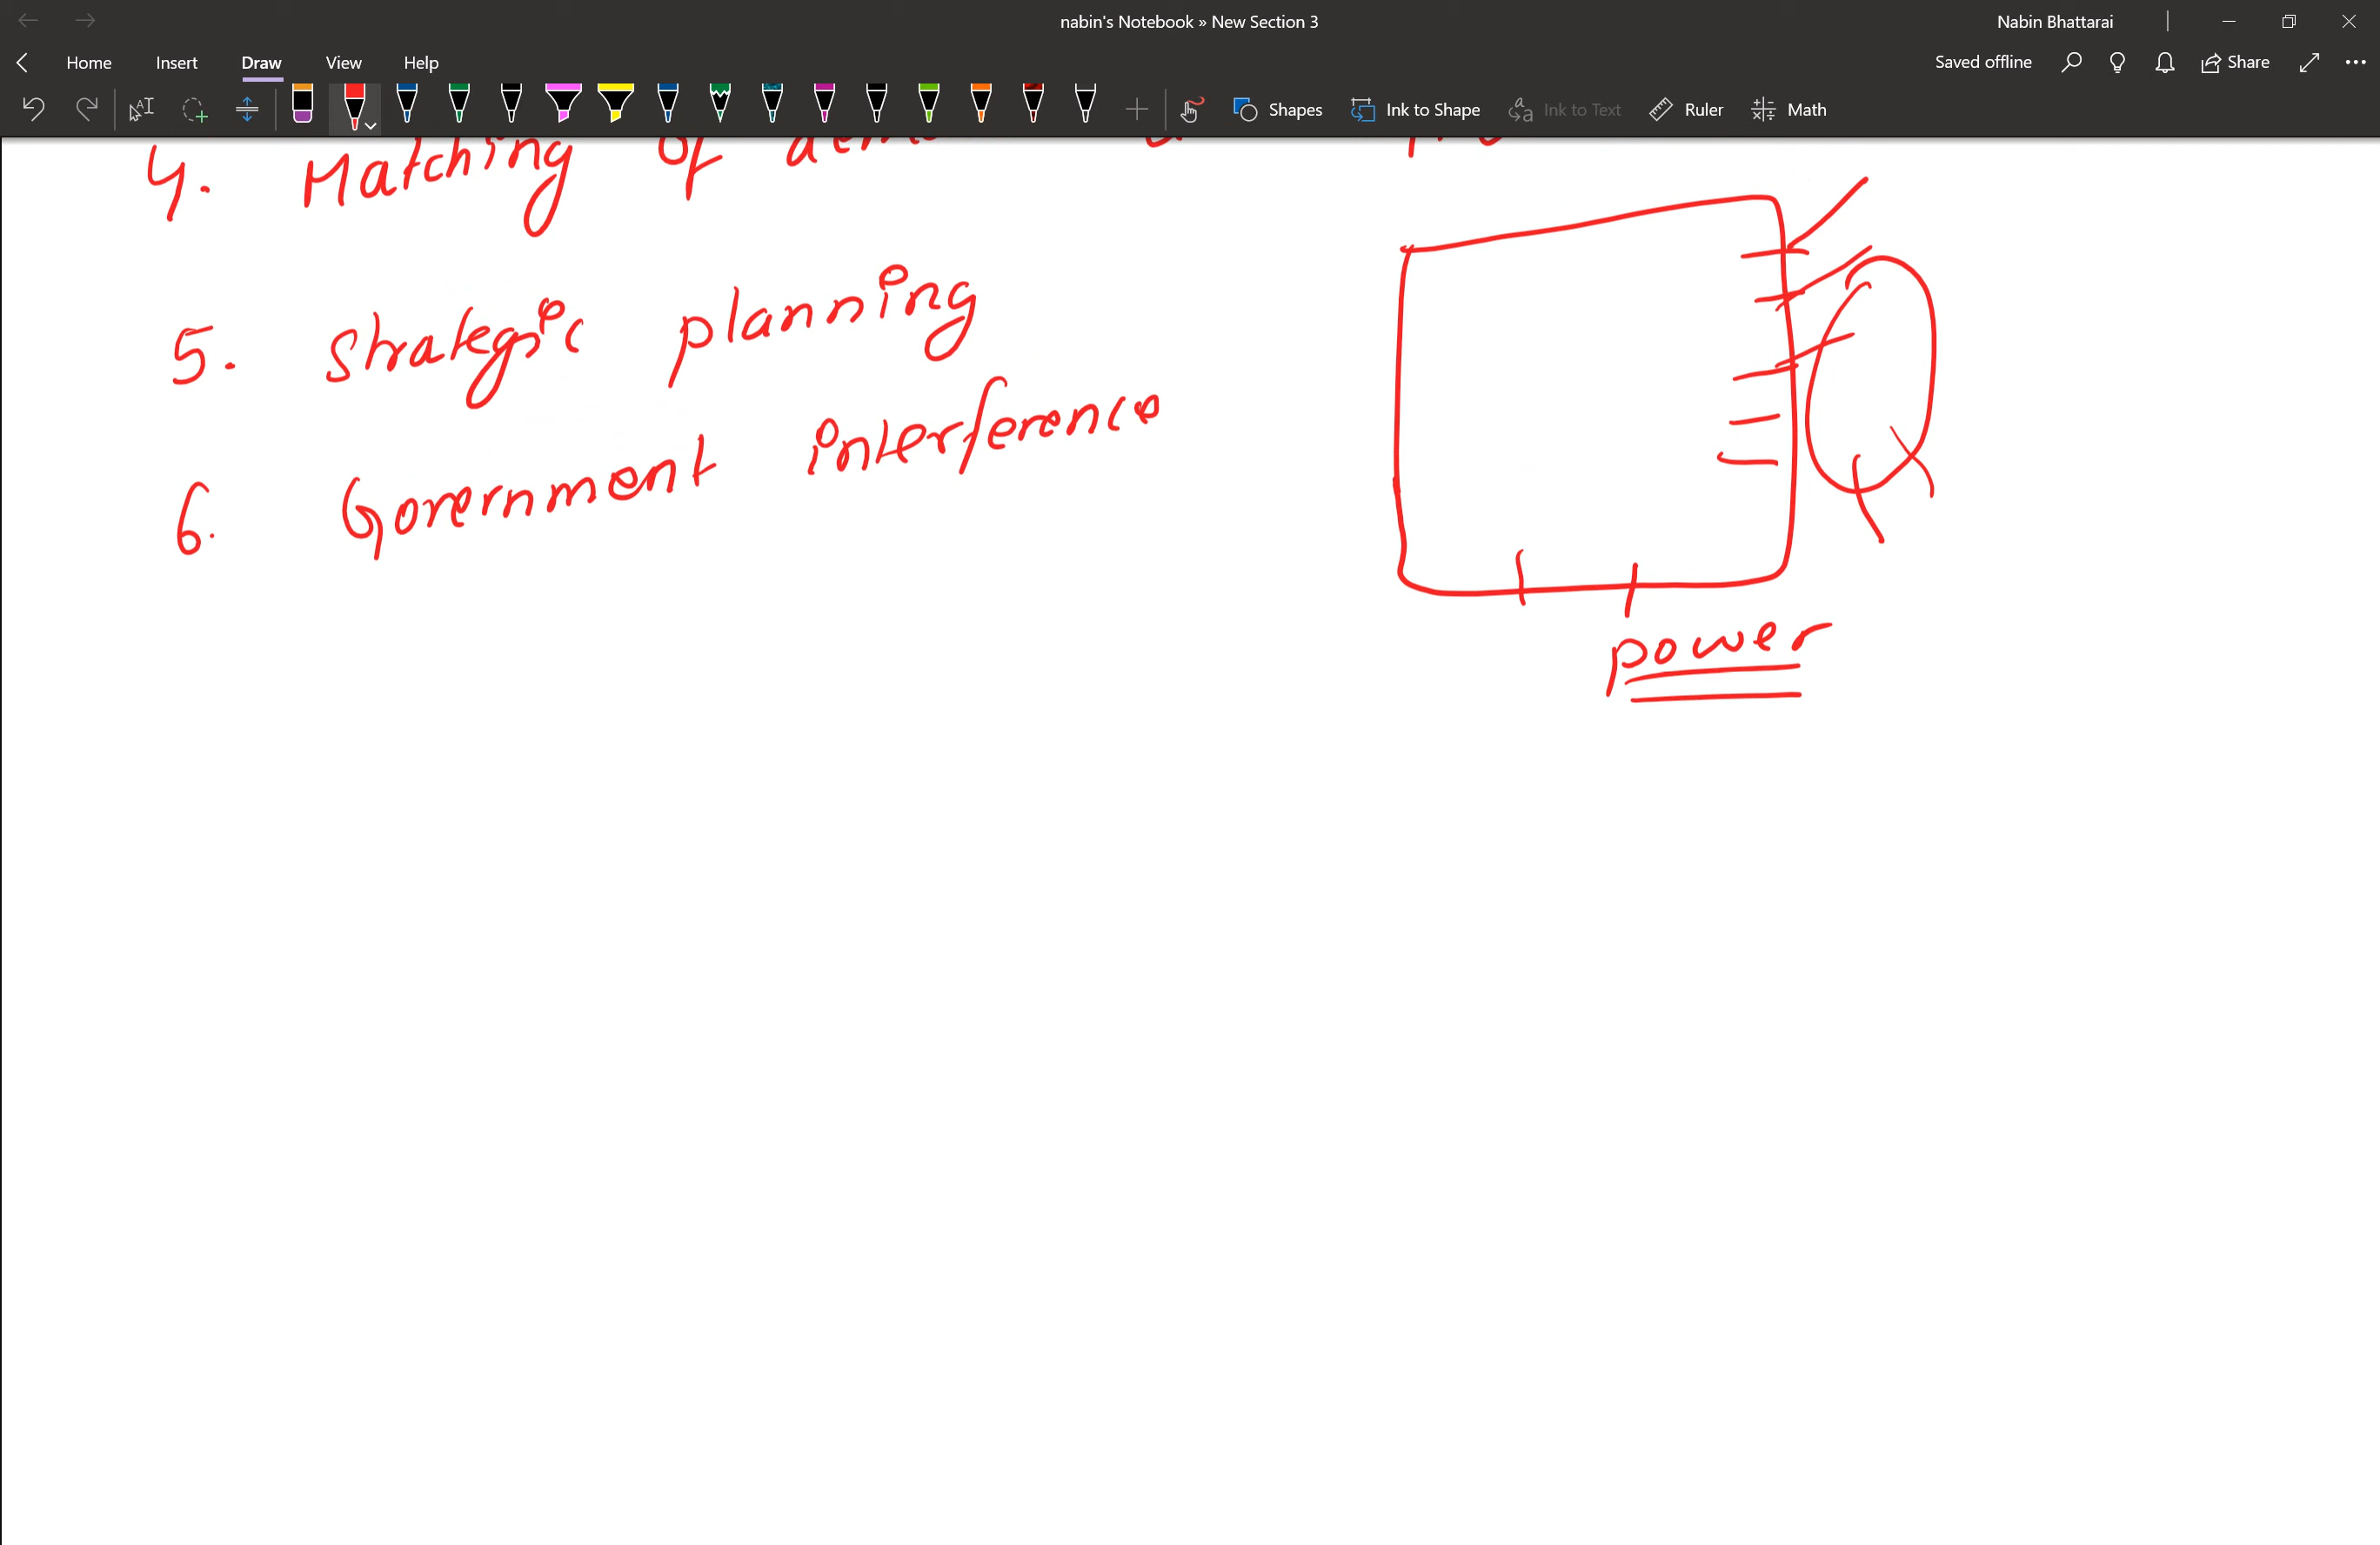 nabin's Notebook » New Section 3
Nabin Bhattarai
Home Insert Draw View Help
Saved offline
Share
Shapes
Ink to Shape
Ink to Text
Ruler
Math
4. Matching of
5. Strategic planning
6. Government interference
power